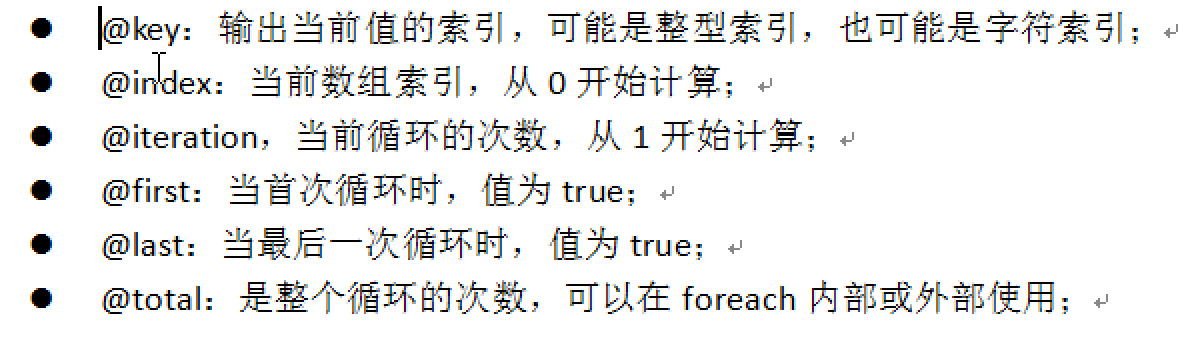 ● @key：输出当前值的索引，可能是整型索引，也可能是字符索引；
● @index：当前数组索引，从 0 开始计算；
● @iteration，当前循环的次数，从 1 开始计算；
● @first：当首次循环时，值为 true；
● @last：当最后一次循环时，值为 true；
● @total：是整个循环的次数，可以在 foreach 内部或外部使用；